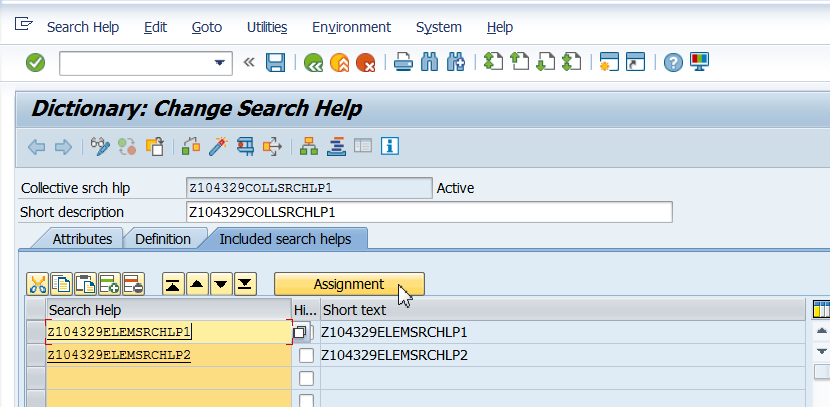 Search Help Edit Goto Utilities Environment System Help
Dictionary: Change Search Help
Collective srch hlp Z104329COLLSRCHLP1 Active
Short description Z104329COLLSRCHLP1
Attributes Definition Included search helps
Assignment
Search Help Hi... Short text
Z104329ELEMSRCHLP1 Z104329ELEMSRCHLP1
Z104329ELEMSRCHLP2 Z104329ELEMSRCHLP2